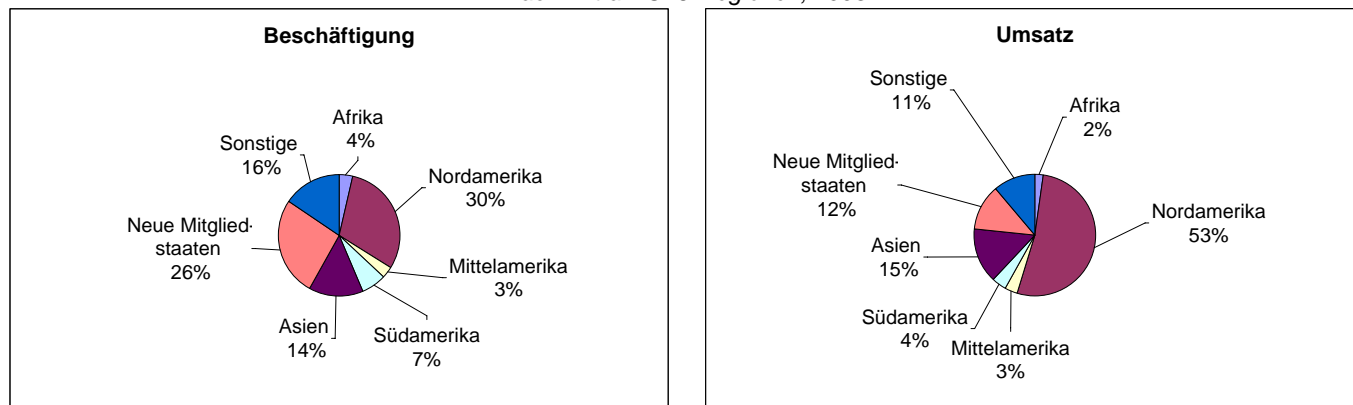 Beschäftigung
Afrika
4%
Sonstige
16%
Nordamerika
30%
Neue Mitglied-
staaten
26%
Mittelamerika
3%
Asien
14%
Südamerika
7%
Umsatz
Sonstige
11%
Afrika
2%
Neue Mitglied-
staaten
12%
Nordamerika
53%
Asien
15%
Südamerika
4%
Mittelamerika
3%